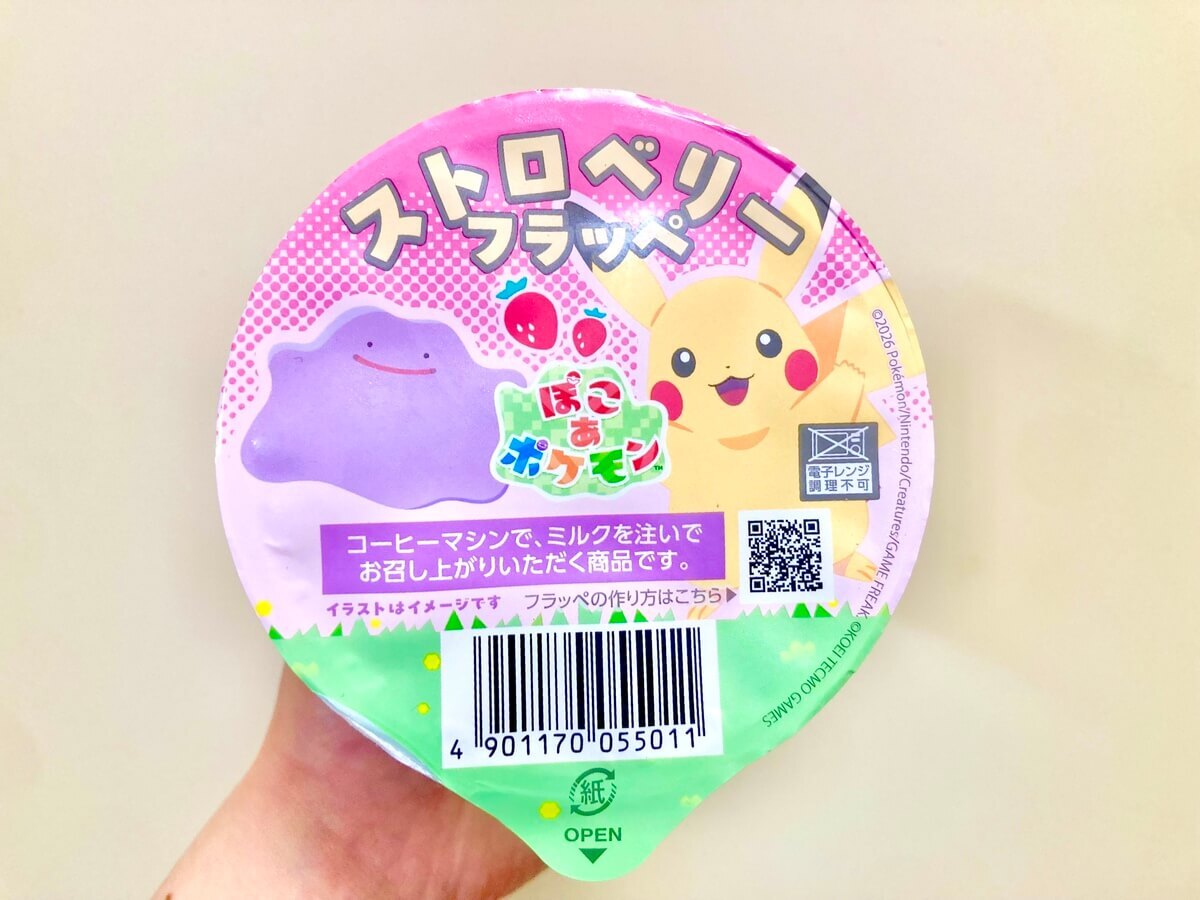 ストロベリー
フラッペ
ぽこ
あ
ポケモン™
©2026 Pokémon/Nintendo/Creatures/GAME FREAK. ©KOEI TECMO GAMES
電子レンジ
調理不可
コーヒーマシンで、ミルクを注いで
お召し上がりいただく商品です。
イラストはイメージです
フラッペの作り方はこちら▶
4 901170 055011
紙
OPEN